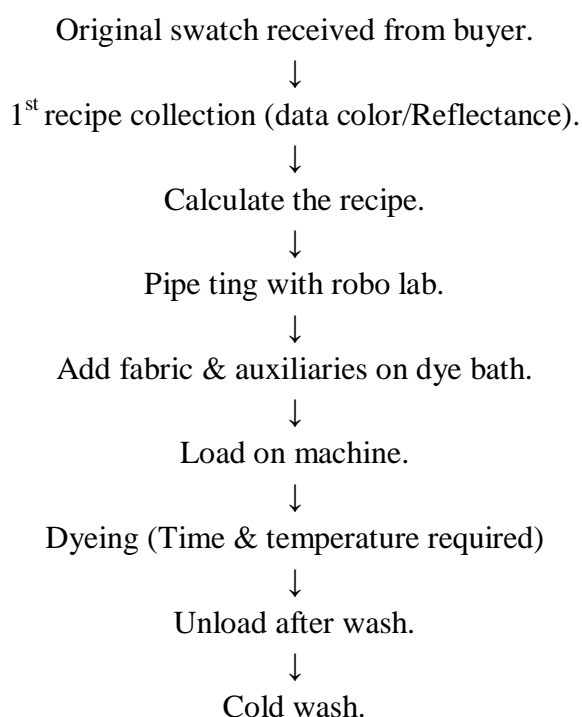 Original swatch received from buyer.
↓
1st recipe collection (data color/Reflectance).
↓
Calculate the recipe.
↓
Pipe ting with robo lab.
↓
Add fabric & auxiliaries on dye bath.
↓
Load on machine.
↓
Dyeing (Time & temperature required)
↓
Unload after wash.
↓
Cold wash.